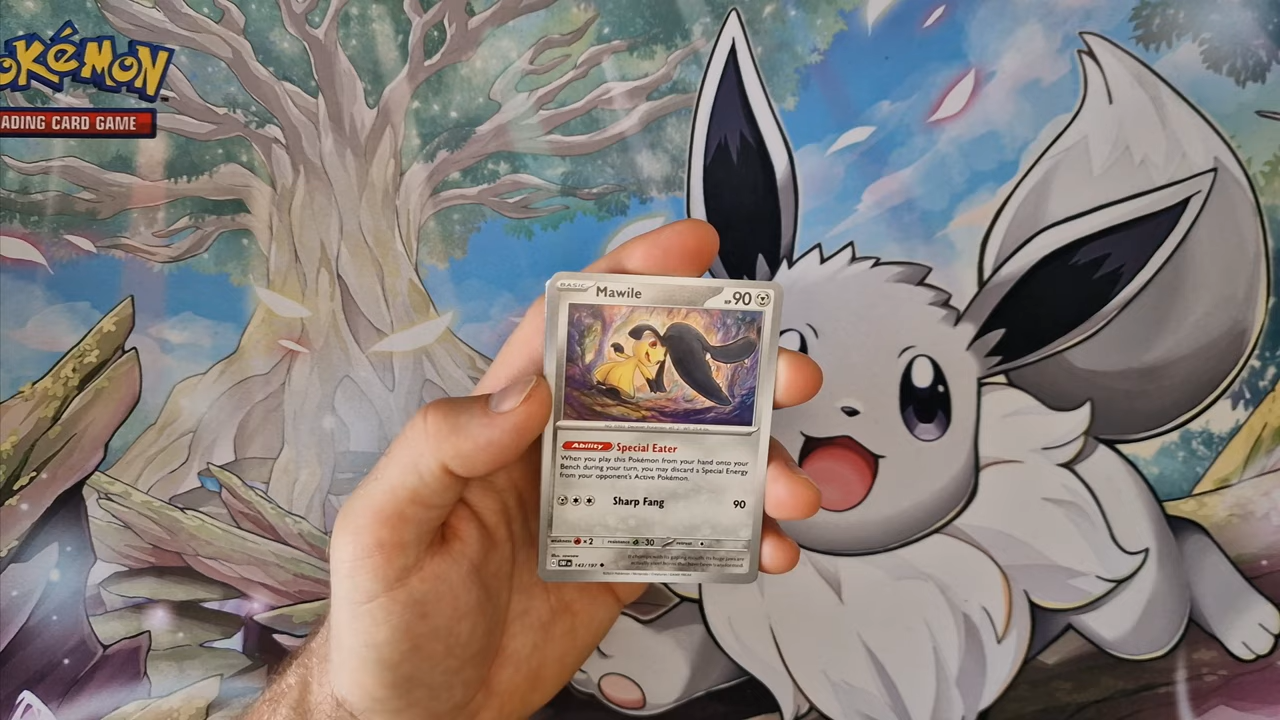 POKÉMON
ADING CARD GAME
BASIC Mawile HP 90
Ability Special Eater
When you play this Pokémon from your hand onto your
Bench during your turn, you may discard a Special Energy
from your opponent's Active Pokémon.
Sharp Fang 90
weakness × 2 resistance -30 retreat
143/197